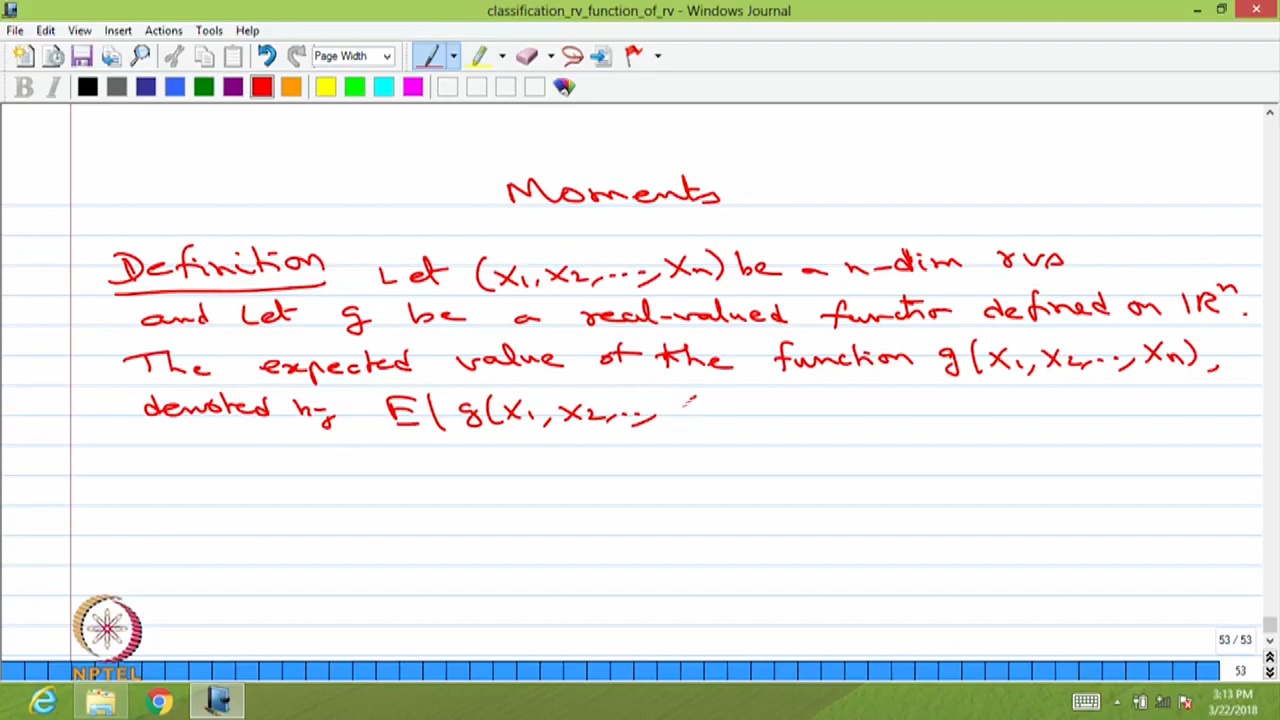 classification_rv_function_of_rv - Windows Journal
File Edit View Insert Actions Tools Help
Page Width
B I
Moments
Definition Let (X1, X2, ..., Xn) be a n-dim rvs
and Let g be a real-valued function defined on IR^n.
The expected value of the function g(X1, X2, .., Xn),
denoted by E( g(X1, X2, ..,
53 / 53
NPTEL
53
3:13 PM
3/22/2018